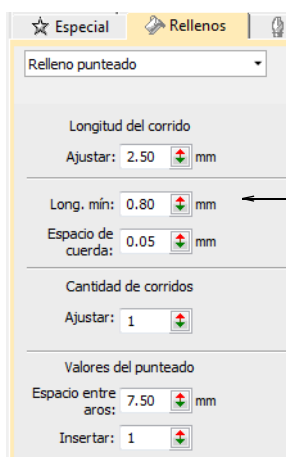 Especial Rellenos
Relleno punteado
Longitud del corrido
Ajustar: 2.50 mm
Long. mín: 0.80 mm
Espacio de
cuerda: 0.05 mm
Cantidad de corridos
Ajustar: 1
Valores del punteado
Espacio entre
aros: 7.50 mm
Insertar: 1